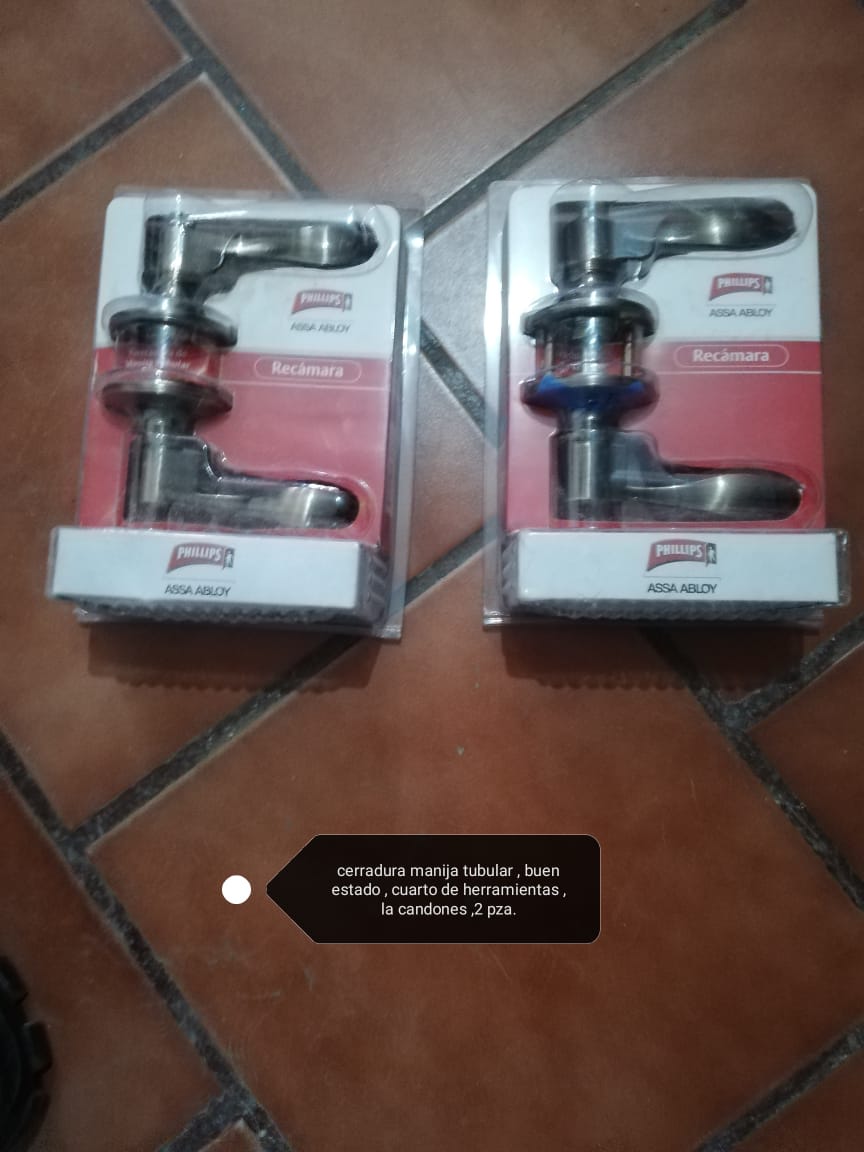 PHILLIPS
ASSA ABLOY
Recámara
PHILLIPS
ASSA ABLOY
PHILLIPS
ASSA ABLOY
Recámara
PHILLIPS
ASSA ABLOY
cerradura manija tubular , buen
estado , cuarto de herramientas ,
la candones ,2 pza.